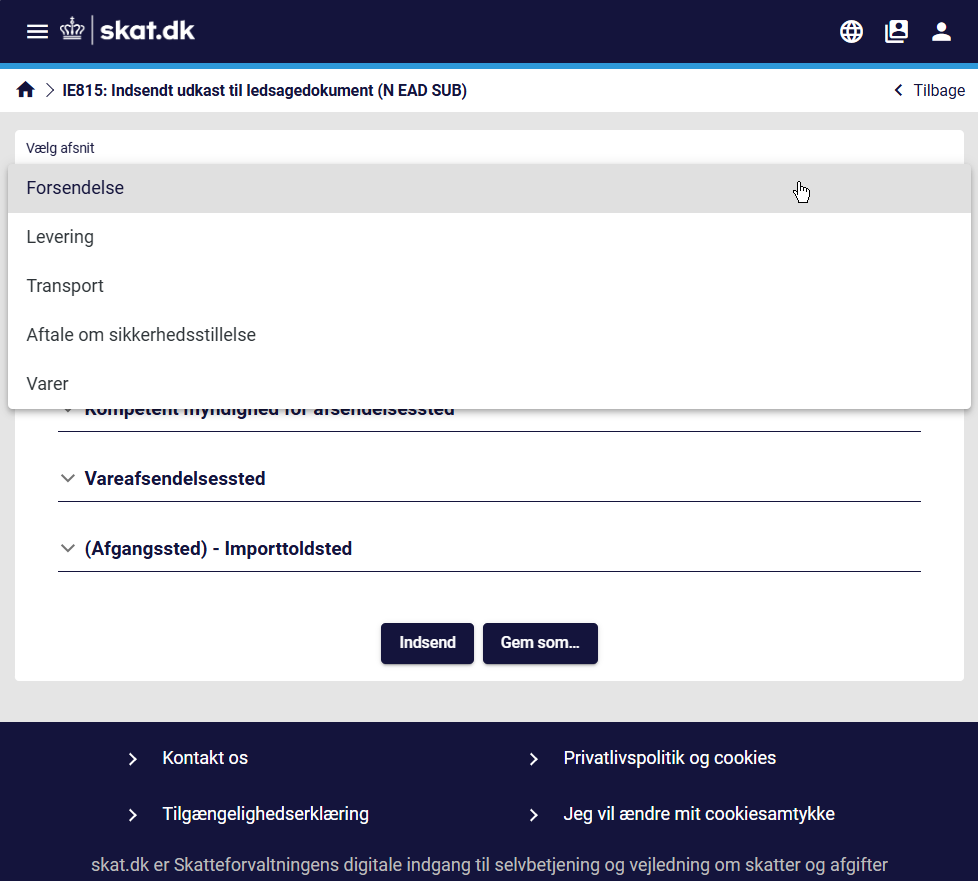 skat.dk
IE815: Indsendt udkast til ledsagedokument (N EAD SUB)
Tilbage
Vælg afsnit
Forsendelse
Levering
Transport
Aftale om sikkerhedsstillelse
Varer
Kompetent myndighed for afsendelsessted
Vareafsendelsessted
(Afgangssted) - Importtoldsted
Indsend
Gem som...
Kontakt os
Privatlivspolitik og cookies
Tilgængelighedserklæring
Jeg vil ændre mit cookiesamtykke
skat.dk er Skatteforvaltningens digitale indgang til selvbetjening og vejledning om skatter og afgifter